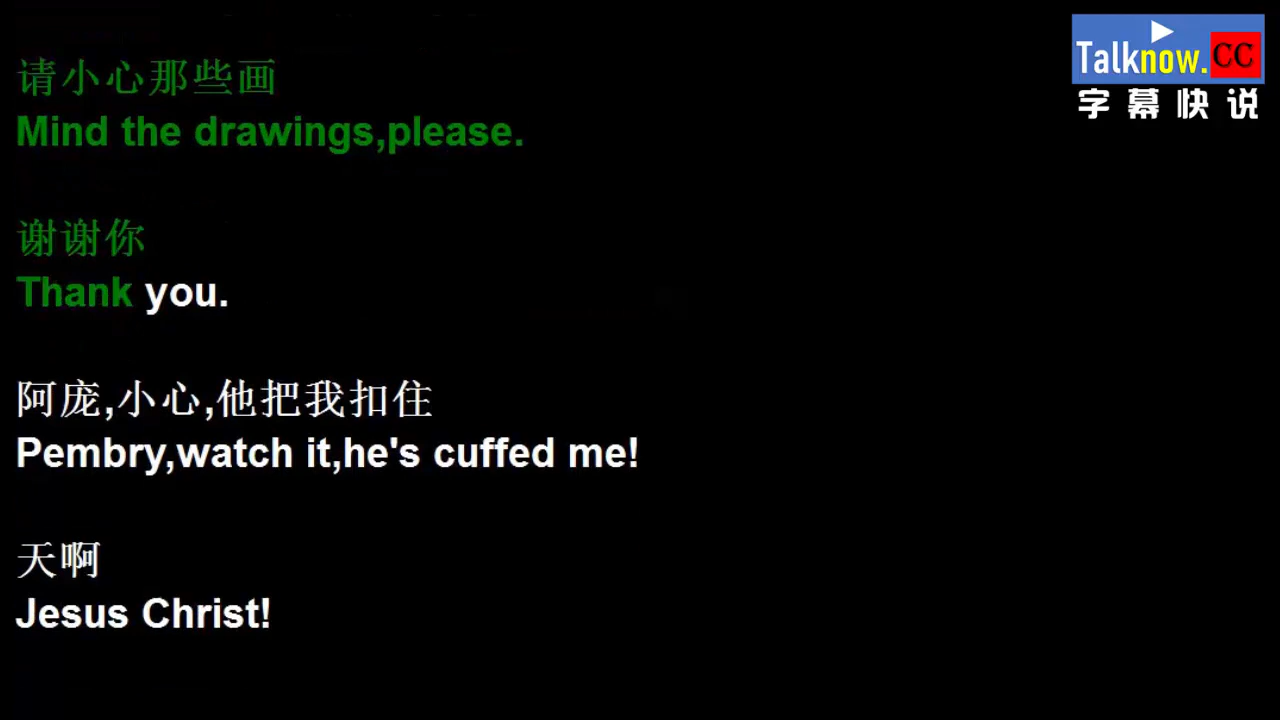 请小心那些画
Mind the drawings,please.
谢谢你
Thank you.
阿庞,小心,他把我扣住
Pembry,watch it,he's cuffed me!
天啊
Jesus Christ!
Talknow.CC
字幕快说